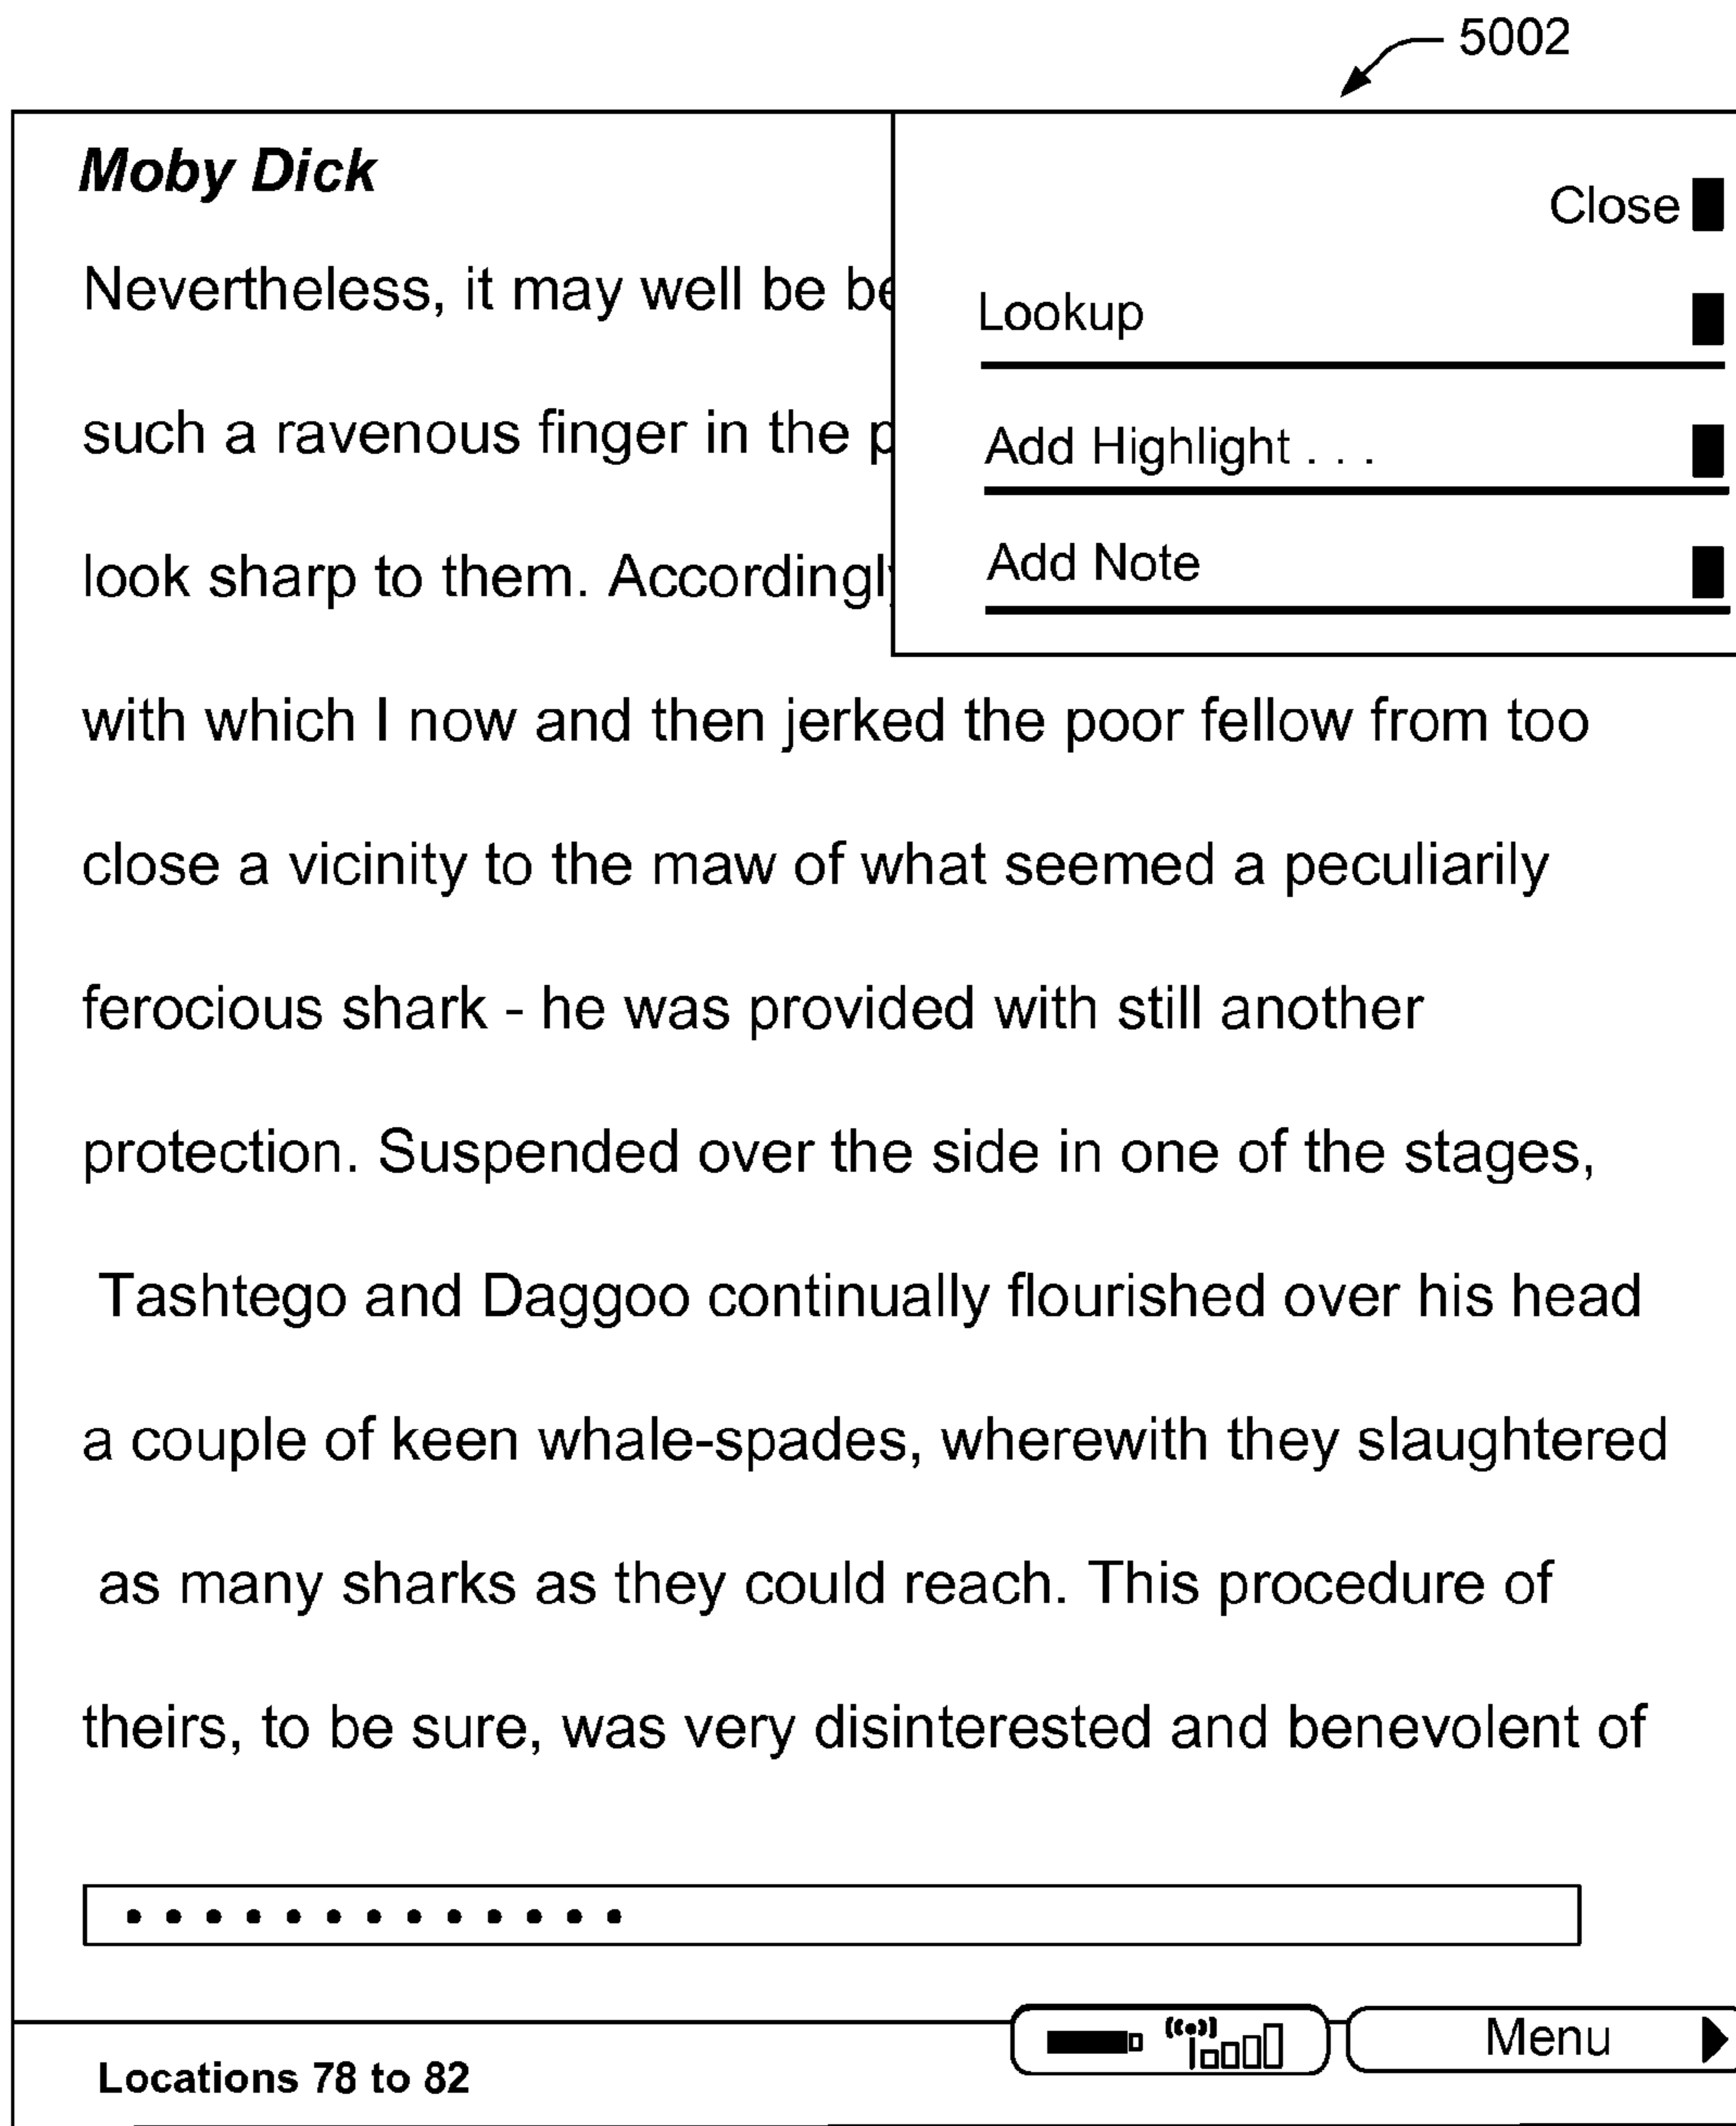 5002
Moby Dick
Close
Nevertheless, it may well be be
Lookup
such a ravenous finger in the p
Add Highlight . . .
look sharp to them. Accordingly
Add Note
with which I now and then jerked the poor fellow from too
close a vicinity to the maw of what seemed a peculiarily
ferocious shark - he was provided with still another
protection. Suspended over the side in one of the stages,
Tashtego and Daggoo continually flourished over his head
a couple of keen whale-spades, wherewith they slaughtered
as many sharks as they could reach. This procedure of
theirs, to be sure, was very disinterested and benevolent of
Menu
Locations 78 to 82